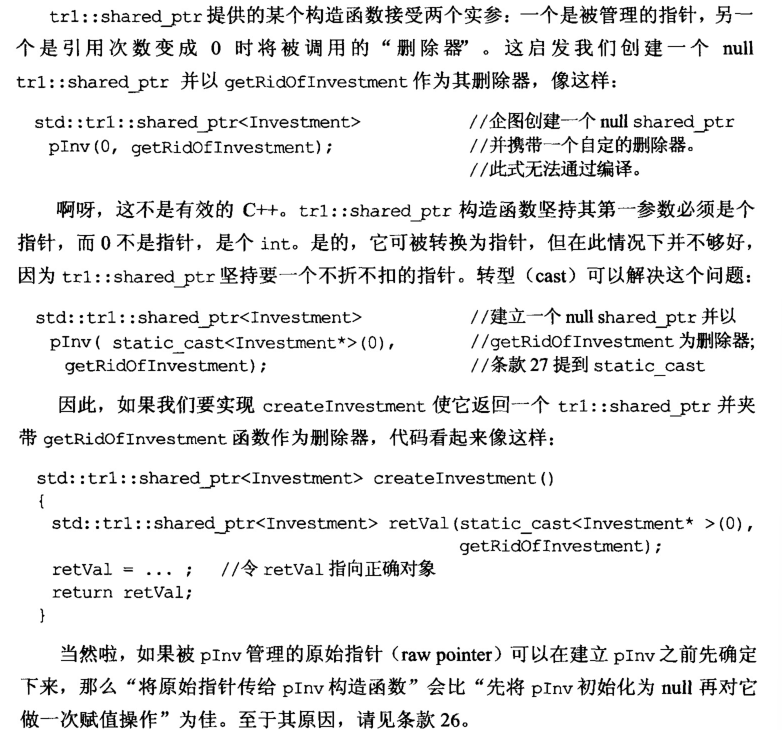 tr1::shared_ptr 提供的某个构造函数接受两个实参：一个是被管理的指针，另一
个是引用次数变成 0 时将被调用的“删除器”。这启发我们创建一个 null
tr1::shared_ptr 并以 getRidOfInvestment 作为其删除器，像这样：
std::tr1::shared_ptr<Investment> //企图创建一个 null shared_ptr
pInv(0, getRidOfInvestment); //并携带一个自定的删除器。
//此式无法通过编译。
啊呀，这不是有效的 C++。tr1::shared_ptr 构造函数坚持其第一参数必须是个
指针，而 0 不是指针，是个 int。是的，它可被转换为指针，但在此情况下并不够好，
因为 tr1::shared_ptr 坚持要一个不折不扣的指针。转型（cast）可以解决这个问题：
std::tr1::shared_ptr<Investment> //建立一个 null shared_ptr 并以
pInv( static_cast<Investment*>(0), //getRidOfInvestment 为删除器;
getRidOfInvestment); //条款 27 提到 static_cast
因此，如果我们要实现 createInvestment 使它返回一个 tr1::shared_ptr 并夹
带 getRidOfInvestment 函数作为删除器，代码看起来像这样：
std::tr1::shared_ptr<Investment> createInvestment()
{
std::tr1::shared_ptr<Investment> retVal(static_cast<Investment* >(0),
getRidOfInvestment);
retVal = ... ; //令 retVal 指向正确对象
return retVal;
}
当然啦，如果被 pInv 管理的原始指针（raw pointer）可以在建立 pInv 之前先确定
下来，那么“将原始指针传给 pInv 构造函数”会比“先将 pInv 初始化为 null 再对它
做一次赋值操作”为佳。至于其原因，请见条款 26。